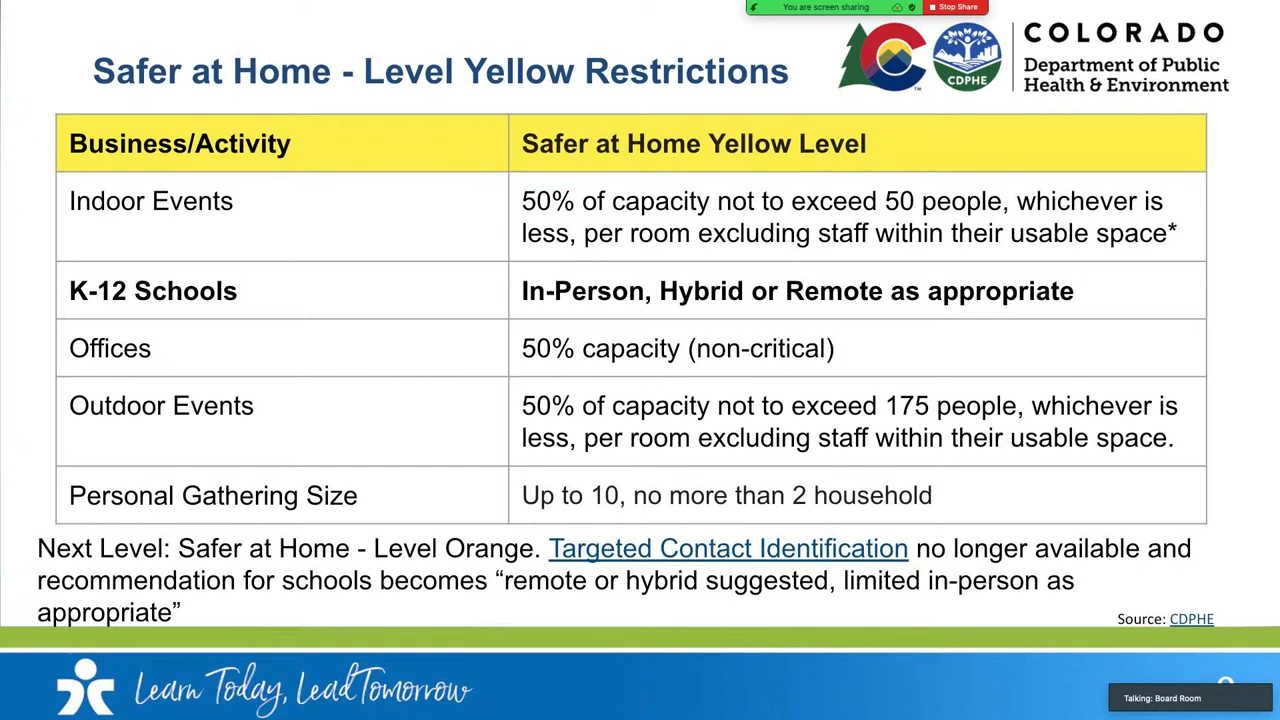 You are screen sharing
Stop Share
Safer at Home - Level Yellow Restrictions
CDPHE
TM
COLORADO
Department of Public
Health & Environment
Business/Activity
Safer at Home Yellow Level
Indoor Events
50% of capacity not to exceed 50 people, whichever is
less, per room excluding staff within their usable space*
K-12 Schools
In-Person, Hybrid or Remote as appropriate
Offices
50% capacity (non-critical)
Outdoor Events
50% of capacity not to exceed 175 people, whichever is
less, per room excluding staff within their usable space.
Personal Gathering Size
Up to 10, no more than 2 household
Next Level: Safer at Home - Level Orange. Targeted Contact Identification no longer available and
recommendation for schools becomes “remote or hybrid suggested, limited in-person as
appropriate”
Source: CDPHE
Learn Today, Lead Tomorrow
Talking: Board Room